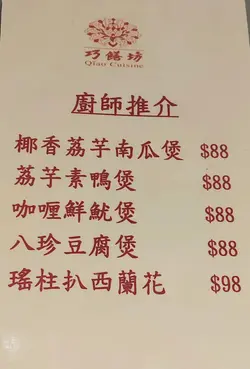 巧饍坊
Qiao Cuisine
廚師推介
椰香荔芋南瓜煲 $88
荔芋素鴨煲 $88
咖喱鮮魷煲 $88
八珍豆腐煲 $88
瑤柱扒西蘭花 $98